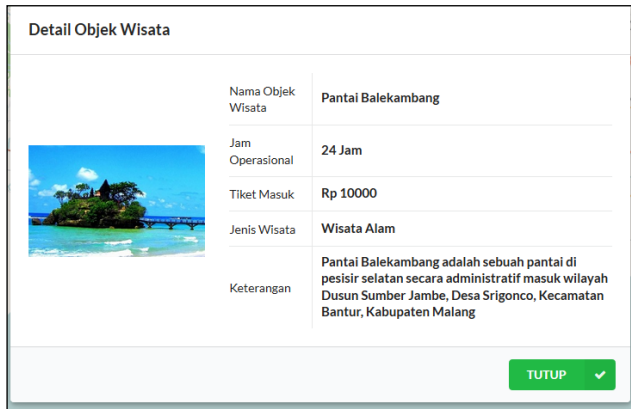 Detail Objek Wisata
Nama Objek
Wisata
Pantai Balekambang
Jam
Operasional
24 Jam
Tiket Masuk
Rp 10000
Jenis Wisata
Wisata Alam
Keterangan
Pantai Balekambang adalah sebuah pantai di
pesisir selatan secara administratif masuk wilayah
Dusun Sumber Jambe, Desa Srigonco, Kecamatan
Bantur, Kabupaten Malang
TUTUP